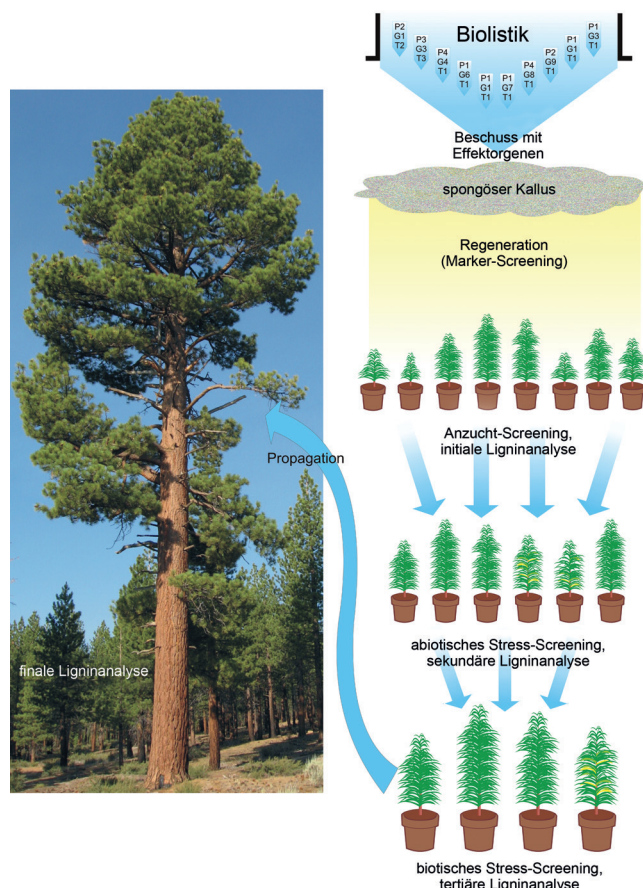 Biolistik
P2
G1
T2
P3
G3
T3
P4
G4
T1
P1
G6
T1
P1
G1
T1
P1
G7
T1
P4
G8
T1
P2
G9
T1
P1
G1
T1
P1
G3
T1
Beschuss mit
Effektorgenen
spongöser Kallus
Regeneration
(Marker-Screening)
Anzucht-Screening,
initiale Ligninanalyse
Propagation
abiotisches Stress-Screening,
sekundäre Ligninanalyse
finale Ligninanalyse
biotisches Stress-Screening,
tertiäre Ligninanalyse